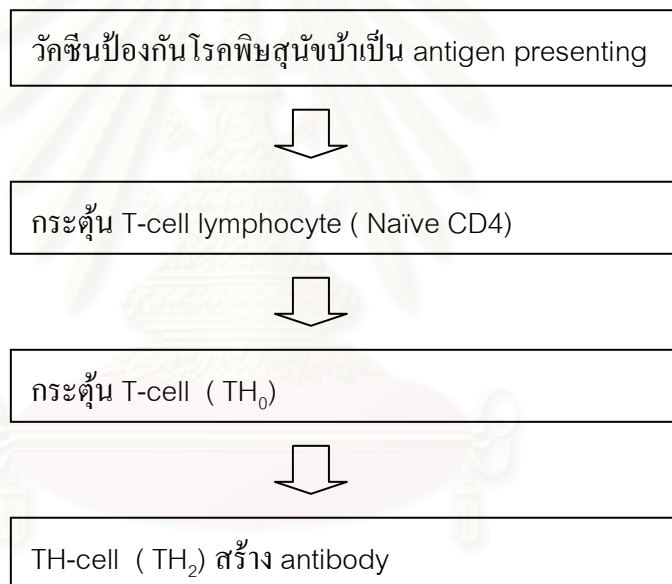 วัคซีนป้องกันโรคพิษสุนัขบ้าเป็น antigen presenting
กระตุ้น T-cell lymphocyte ( Naïve CD4)
กระตุ้น T-cell ( TH₀)
TH-cell ( TH₂) สร้าง antibody